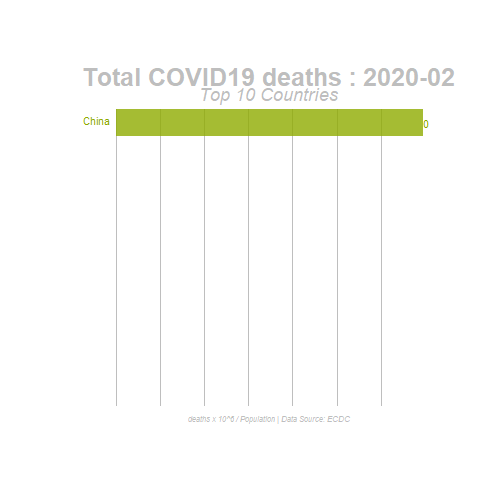 Total COVID19 deaths : 2020-02
Top 10 Countries
China 0
deaths x 10^6 / Population | Data Source: ECDC